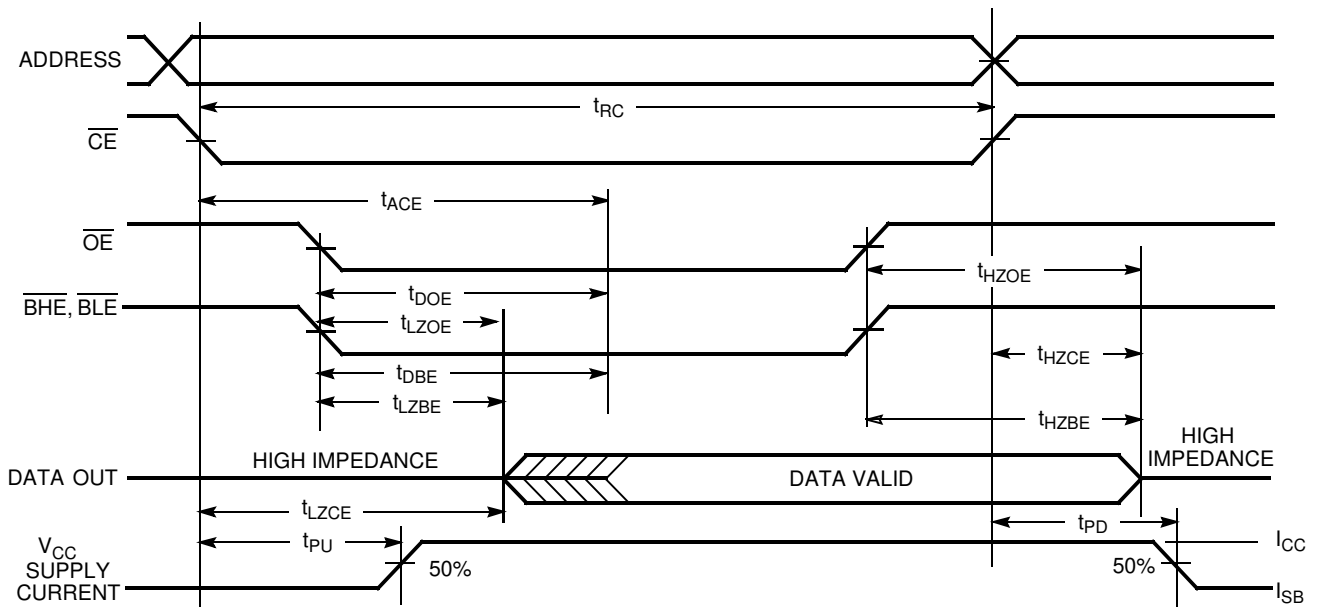 ADDRESS
tRC
CE
tACE
OE
tHZOE
tDOE
BHE, BLE
tLZOE
tHZCE
tDBE
tLZBE
tHZBE
HIGH IMPEDANCE
HIGH
IMPEDANCE
DATA OUT
DATA VALID
tLZCE
tPD
tPU
VCC
SUPPLY
CURRENT
50%
50%
ICC
ISB